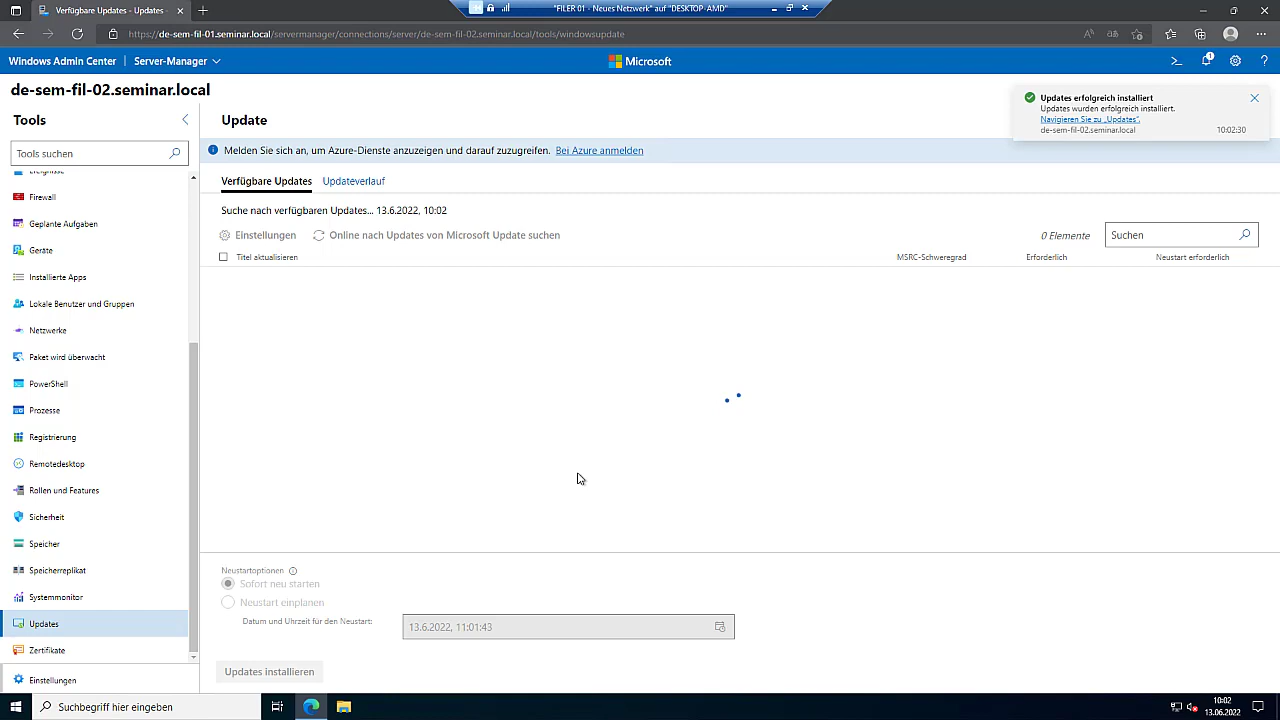 Verfügbare Updates - Updates -
"FILER 01 - Neues Netzwerk" auf "DESKTOP-AMD"
https://de-sem-fil-01.seminar.local/servermanager/connections/server/de-sem-fil-02.seminar.local/tools/windowsupdate
Windows Admin Center
Server-Manager
Microsoft
de-sem-fil-02.seminar.local
Updates erfolgreich installiert
Updates wurden erfolgreich installiert.
Navigieren Sie zu „Updates".
de-sem-fil-02.seminar.local
10:02:30
Tools
Tools suchen
Ereignisse
Firewall
Geplante Aufgaben
Geräte
Installierte Apps
Lokale Benutzer und Gruppen
Netzwerke
Paket wird überwacht
PowerShell
Prozesse
Registrierung
Remotedesktop
Rollen und Features
Sicherheit
Speicher
Speicherreplikat
Systemmonitor
Updates
Zertifikate
Einstellungen
Update
Melden Sie sich an, um Azure-Dienste anzuzeigen und darauf zuzugreifen. Bei Azure anmelden
Verfügbare Updates
Updateverlauf
Suche nach verfügbaren Updates... 13.6.2022, 10:02
Einstellungen
Online nach Updates von Microsoft Update suchen
0 Elemente
Suchen
Titel aktualisieren
MSRC-Schweregrad
Erforderlich
Neustart erforderlich
Neustartoptionen
Sofort neu starten
Neustart einplanen
Datum und Uhrzeit für den Neustart:
13.6.2022, 11:01:43
Updates installieren
Suchbegriff hier eingeben
10:02
13.06.2022